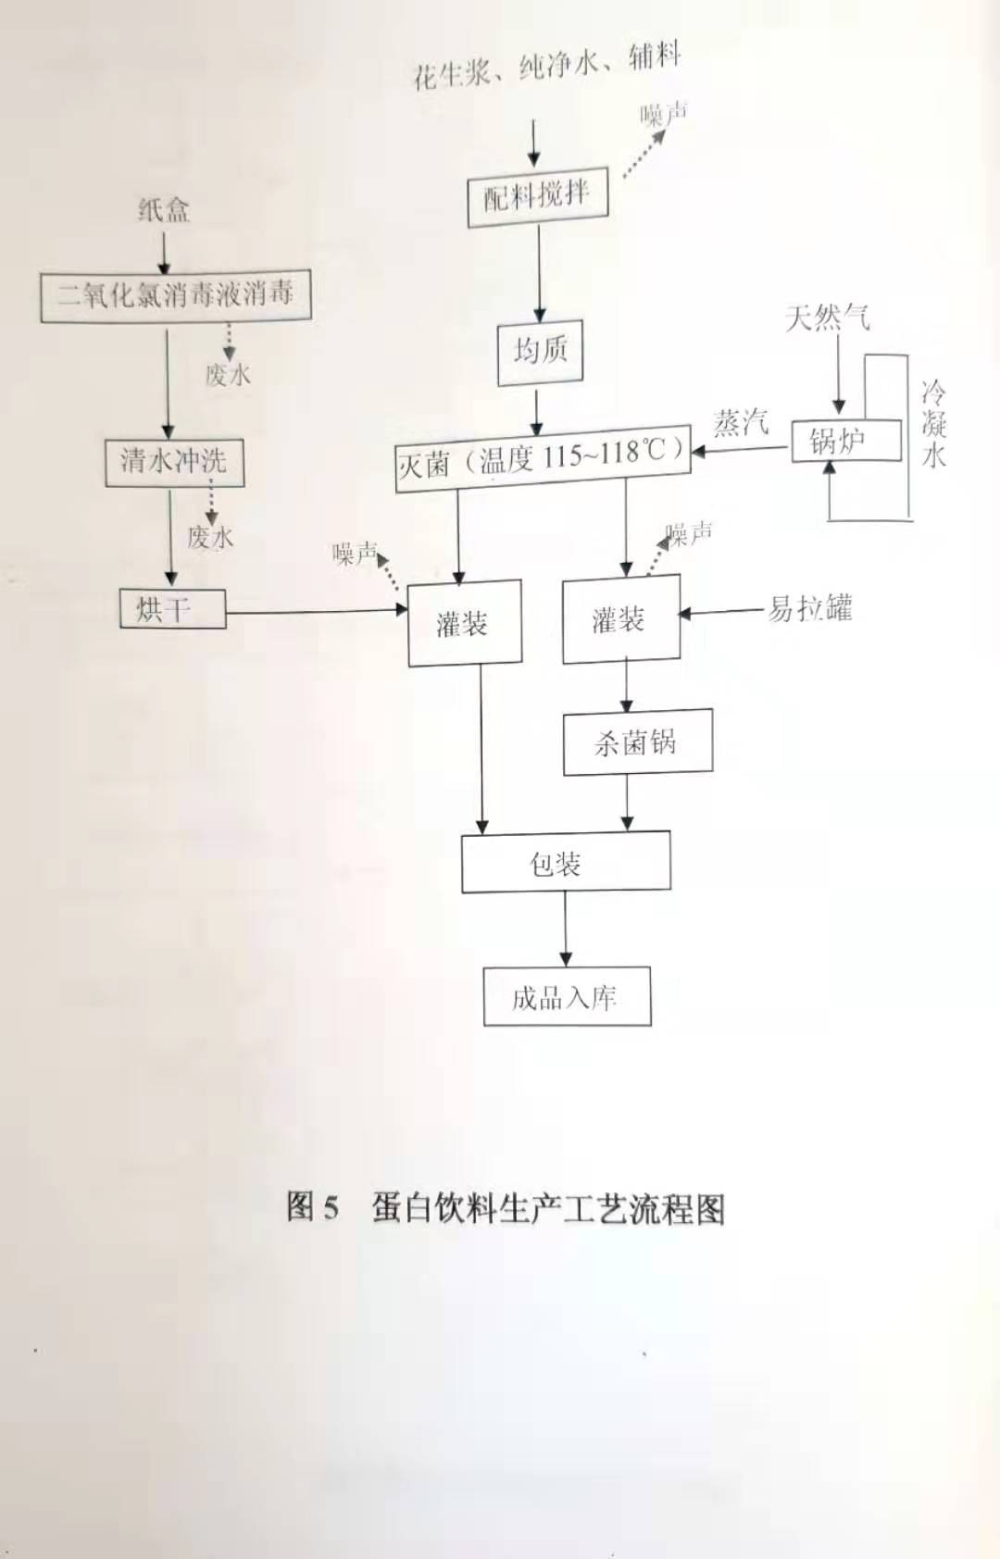 花生浆、纯净水、辅料
噪声
配料搅拌
纸盒
二氧化氯消毒液消毒
废水
均质
天然气
冷凝水
蒸汽
锅炉
清水冲洗
灭菌（温度 115~118℃）
废水
噪声
噪声
烘干
灌装
灌装
易拉罐
杀菌锅
包装
成品入库
图 5 蛋白饮料生产工艺流程图